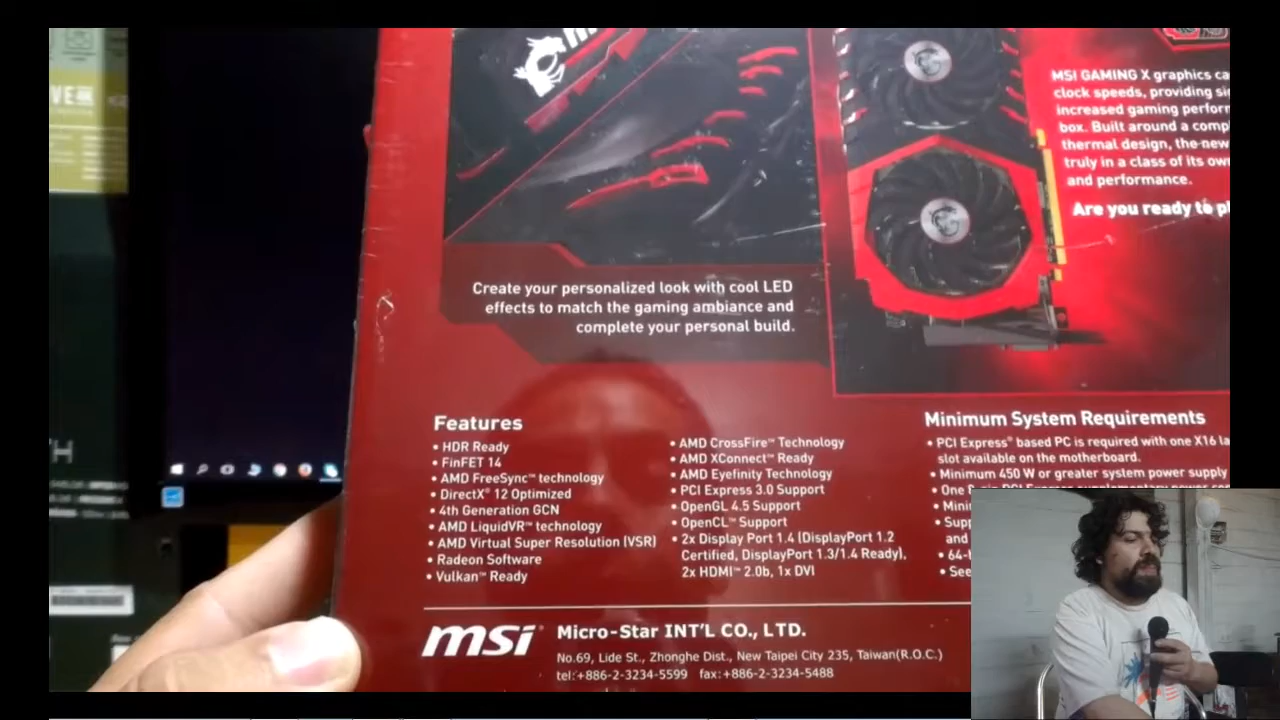 MSI GAMING X graphics
clock speeds, providing
increased gaming
box. Built around a
thermal design, the new
truly in a class of its
and performance.
Are you ready to
Create your personalized look with cool LED
effects to match the gaming ambiance and
complete your personal build.
Features
• HDR Ready
• FinFET 14
• AMD FreeSync™ technology
• DirectX® 12 Optimized
• 4th Generation GCN
• AMD LiquidVR™ technology
• AMD Virtual Super Resolution (VSR)
• Radeon Software
• Vulkan™ Ready
• AMD CrossFire™ Technology
• AMD XConnect™ Ready
• AMD Eyefinity Technology
• PCI Express 3.0 Support
• OpenGL 4.5 Support
• OpenCL™ Support
• 2x Display Port 1.4 (DisplayPort 1.2
Certified, DisplayPort 1.3/1.4 Ready),
2x HDMI™ 2.0b, 1x DVI
Minimum System Requirements
• PCI Express® based PC is required with one X16
slot available on the motherboard.
• Minimum 450 W or greater system power supply
• One
and
• See
msi® Micro-Star INT'L CO., LTD.
No.69, Lide St., Zhonghe Dist., New Taipei City 235, Taiwan(R.O.C.)
tel:+886-2-3234-5599 fax:+886-2-3234-5488